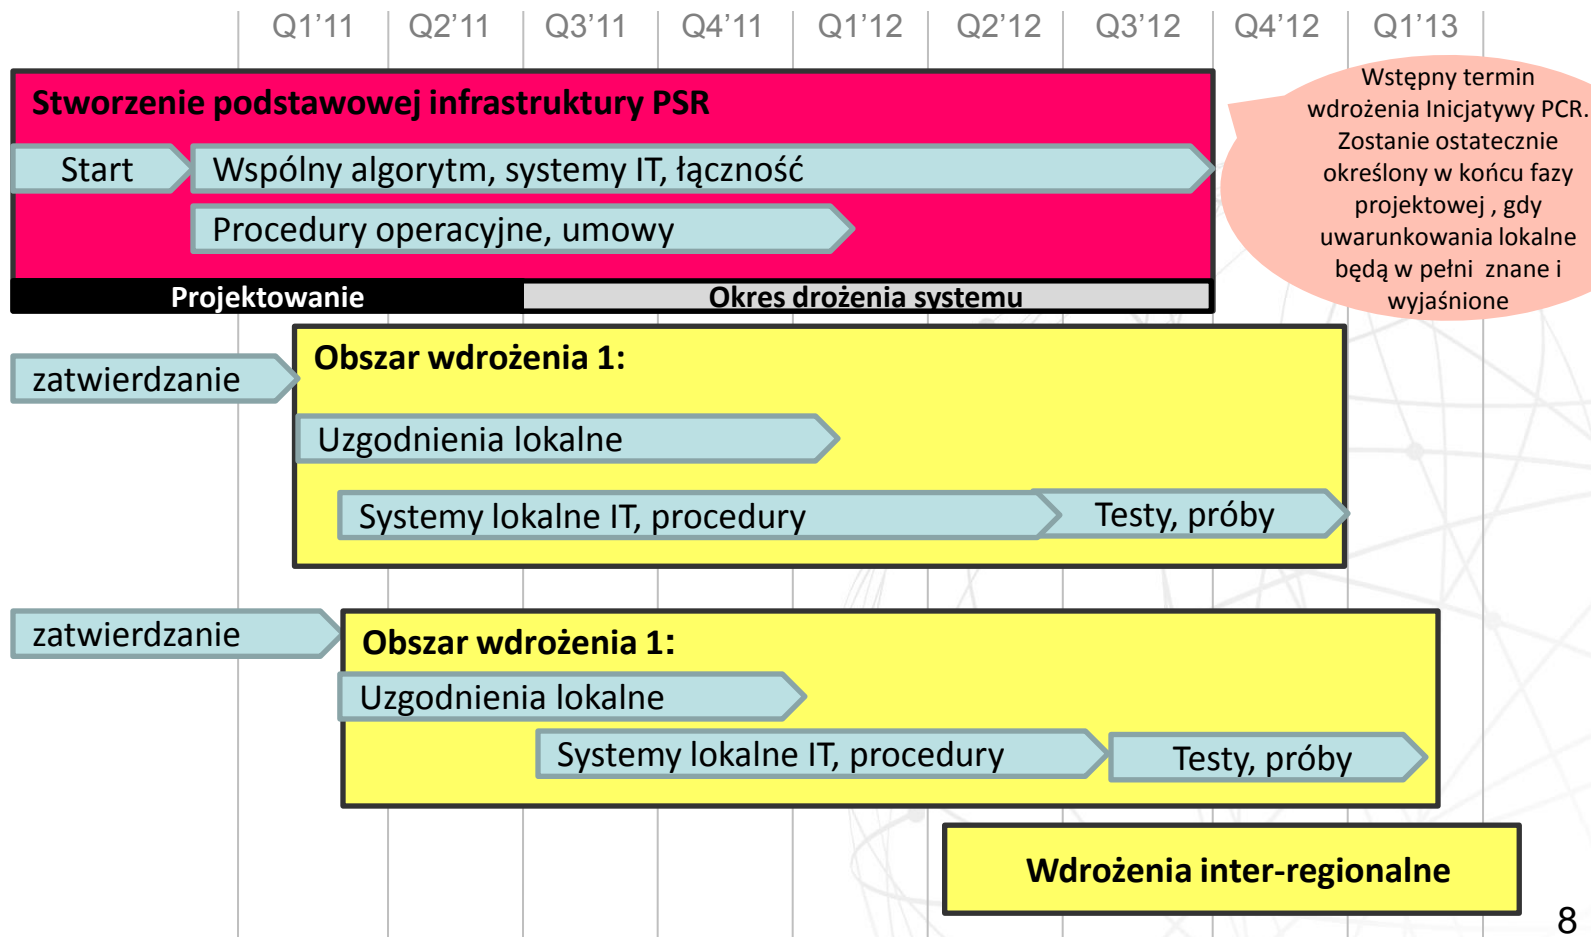 Q1’11 Q2’11 Q3’11 Q4’11 Q1’12 Q2’12 Q3’12 Q4’12 Q1’13
Stworzenie podstawowej infrastruktury PSR
Start
Wspólny algorytm, systemy IT, łączność
Procedury operacyjne, umowy
Projektowanie
Okres drożenia systemu
Wstępny termin
wdrożenia Inicjatywy PCR.
Zostanie ostatecznie
określony w końcu fazy
projektowej , gdy
uwarunkowania lokalne
będą w pełni znane i
wyjaśnione
zatwierdzanie
Obszar wdrożenia 1:
Uzgodnienia lokalne
Systemy lokalne IT, procedury
Testy, próby
zatwierdzanie
Obszar wdrożenia 1:
Uzgodnienia lokalne
Systemy lokalne IT, procedury
Testy, próby
Wdrożenia inter-regionalne
8